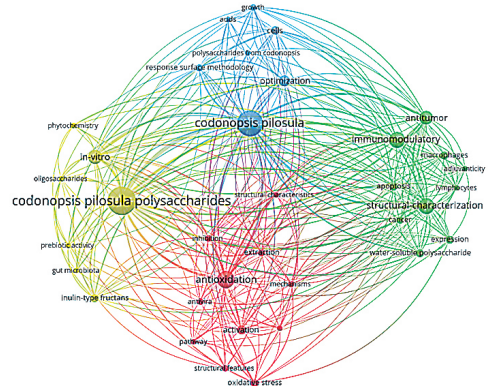 growth
acids
cells
polysaccharides from codonopsis
response surface methodology
optimization
codonopsis pilosula
antitumor
phytochemistry
immunomodulatory
in-vitro
macrophages
adjuvanticity
oligosaccharides
apoptosis
lymphocytes
structural-characteristics
codonopsis pilosula polysaccharides
structural-characterization
cancer
inhibition
expression
prebiotic activity
extraction
water-soluble polysaccharide
gut microbiota
antioxidation
mechanisms
inulin-type fructans
activation
pathway
structural features
oxidative stress